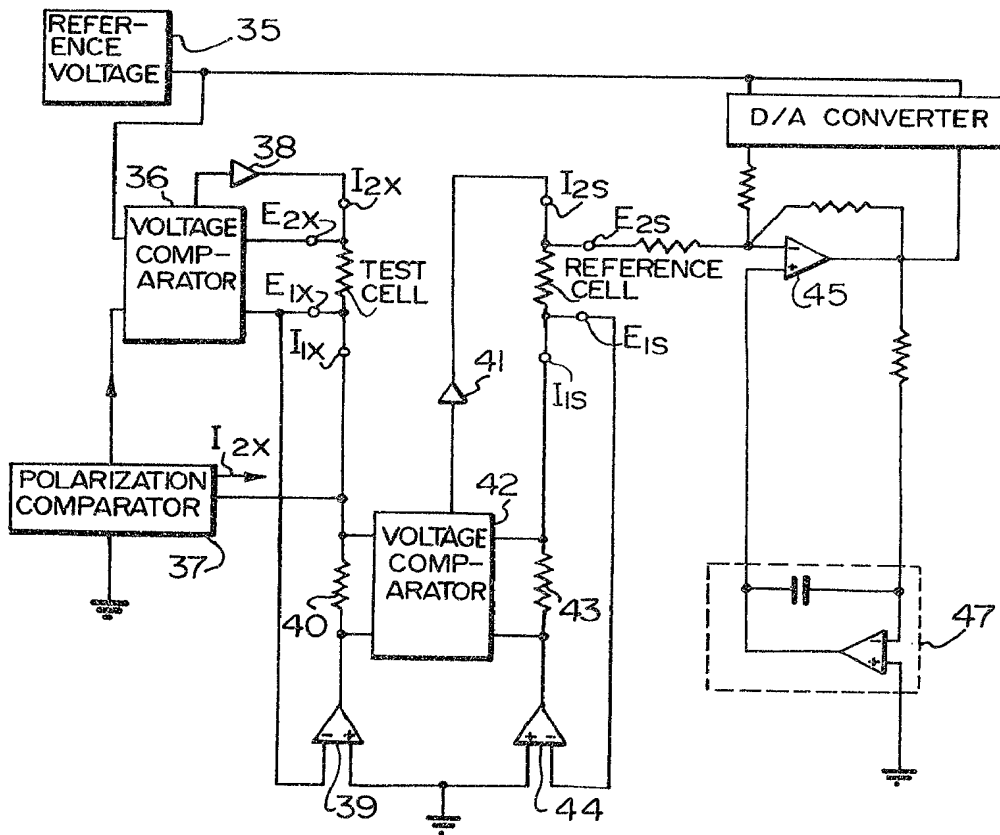 REFER-
ENCE
VOLTAGE
35
D/A CONVERTER
38
36
I2X
I2S
VOLTAGE
COMP-
ARATOR
E2X
E2S
TEST
CELL
REFERENCE
CELL
-
+
45
E1X
E1S
I1X
I1S
41
I2X
POLARIZATION
COMPARATOR
37
42
VOLTAGE
COMP-
ARATOR
40
43
47
-
+
- +
+ -
39
44